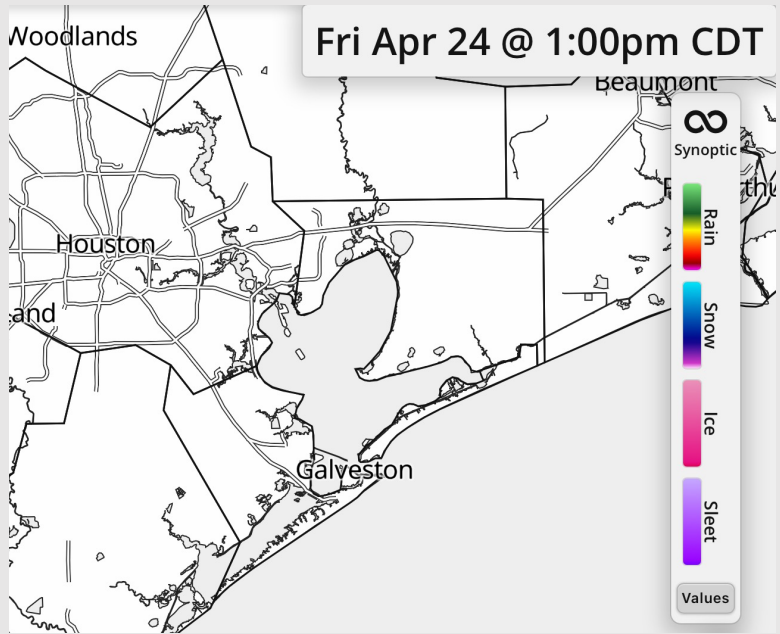 Woodlands
Fri Apr 24 @ 1:00pm CDT
Beaumont
Synoptic
Rain
Houston
Snow
Ice
Galveston
Sleet
Values